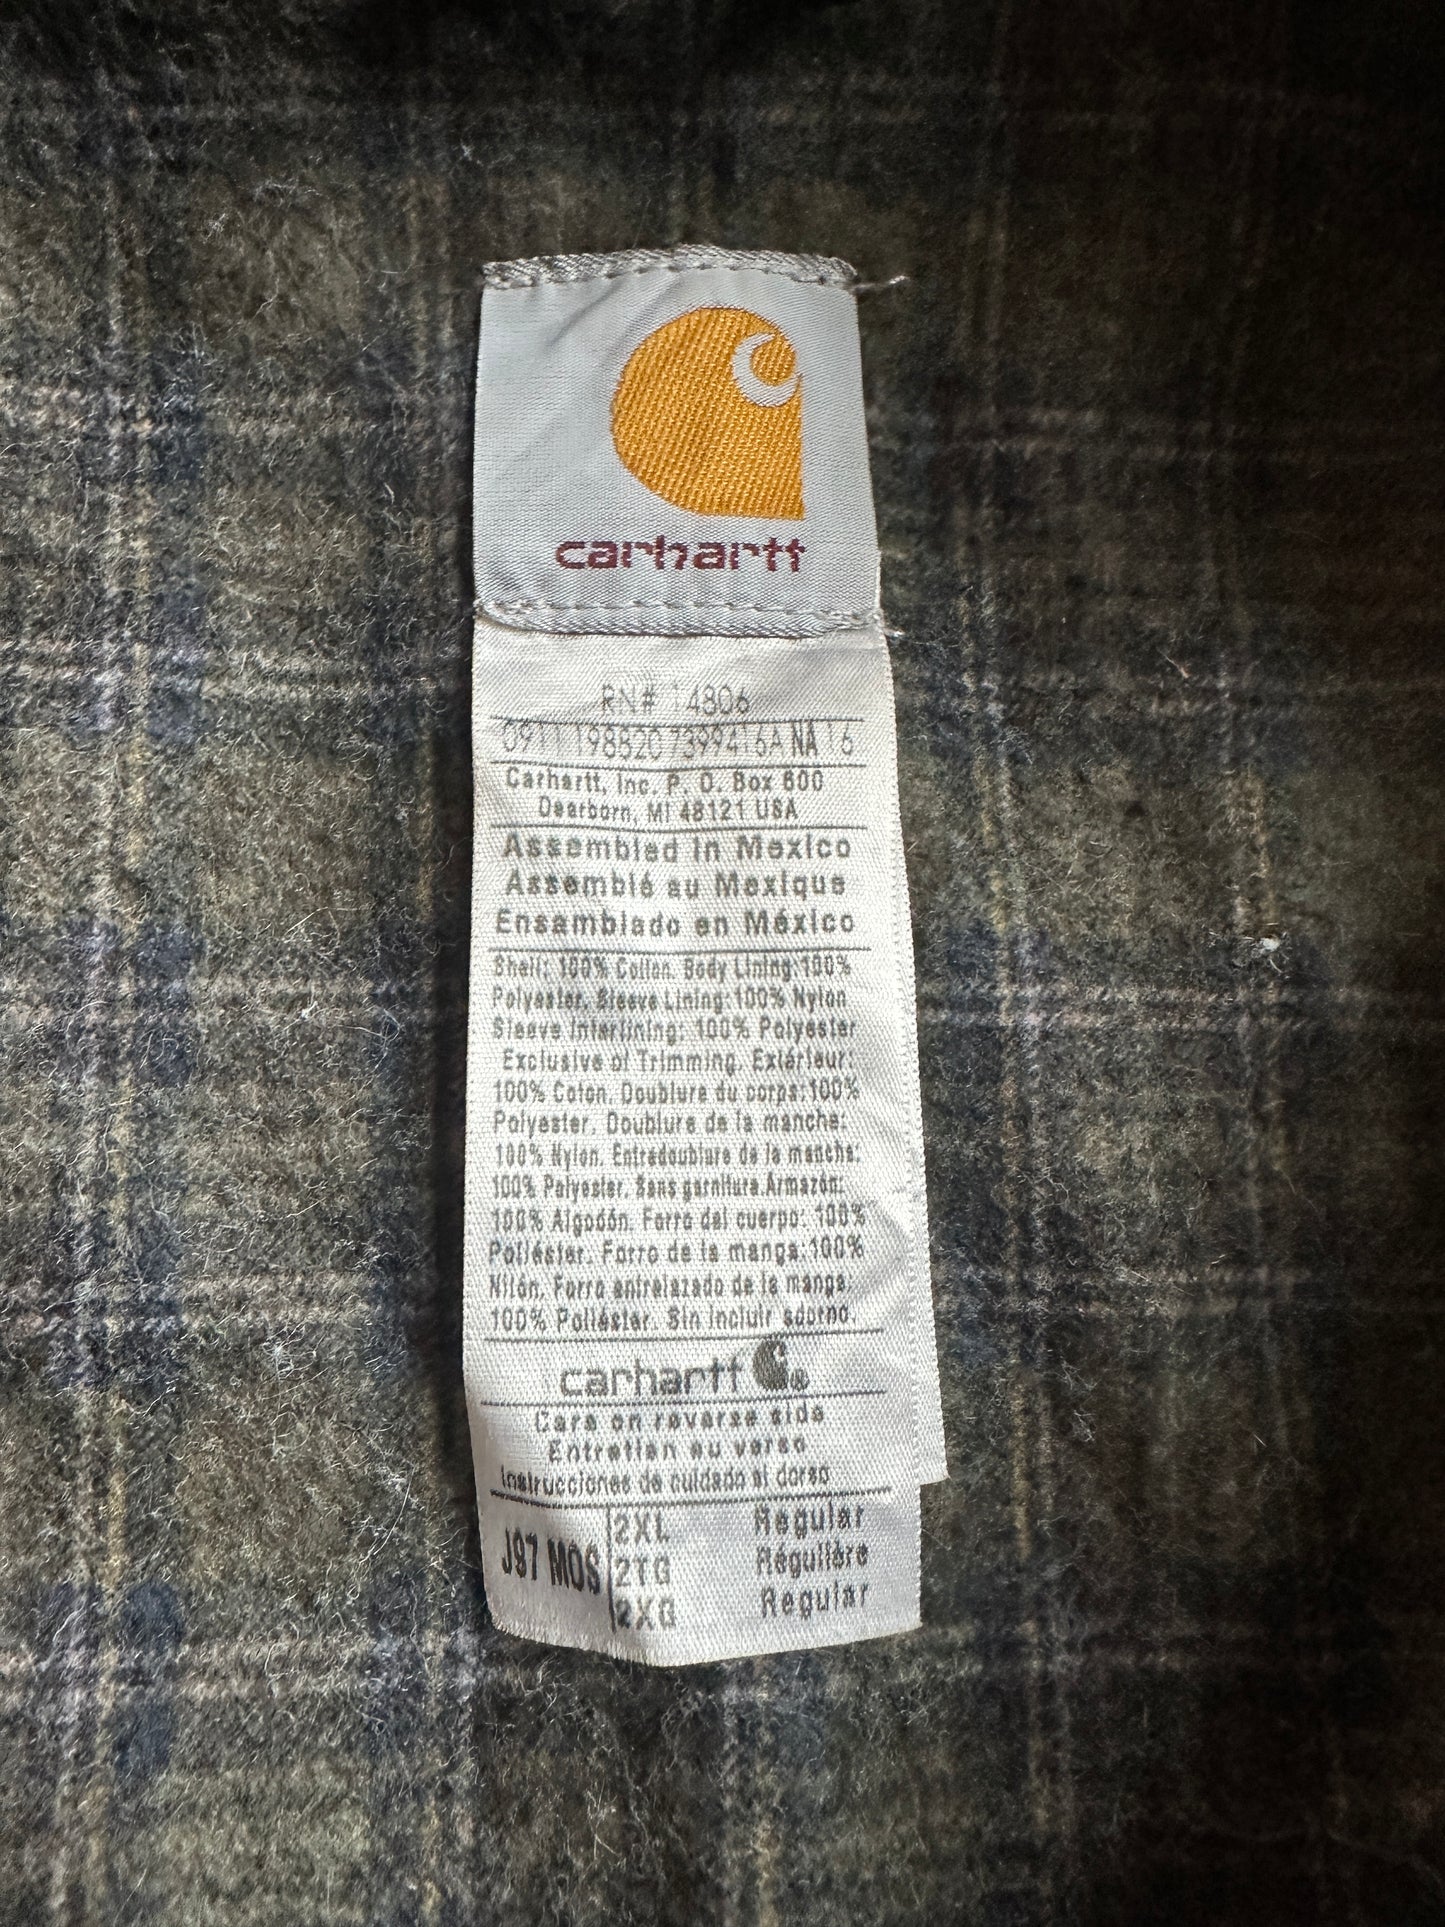 carhartt
RN# 14806
0911 198820 7399416A NA 16
Carhartt, Inc. P. O. Box 600
Dearborn, MI 48121 USA
Assembled in Mexico
Assemblé au Mexique
Ensamblado en México
Shell: 100% Cotton. Body Lining:100%
Polyester. Sleeve Lining:100% Nylon
Sleeve Interlining: 100% Polyester
Exclusive of Trimming. Extérieur:
100% Coton. Doublure du corps:100%
Polyester. Doublure de la manche:
100% Nylon. Entredoublure de la manche:
100% Polyester. Sans garniture.Armazón:
100% Algodón. Forro del cuerpo: 100%
Poliéster. Forro de la manga:100%
Nilón. Forro entrelazado de la manga:
100% Poliéster. Sin incluir adorno.
carhartt ®
Care on reverse side
Entretien au verso
Instrucciones de cuidado al dorso
J97 MOS
2XL Regular
2TG Régulière
2XG Regular